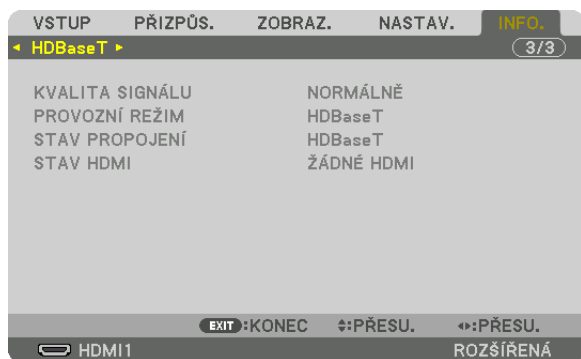 VSTUP PŘIZPŮS. ZOBRAZ. NASTAV. INFO.
HDBaseT 3/3
KVALITA SIGNÁLU NORMÁLNĚ
PROVOZNÍ REŽIM HDBaseT
STAV PROPOJENÍ HDBaseT
STAV HDMI ŽÁDNÉ HDMI
EXIT :KONEC :PŘESU. :PŘESU.
HDMI1 ROZŠÍŘENÁ